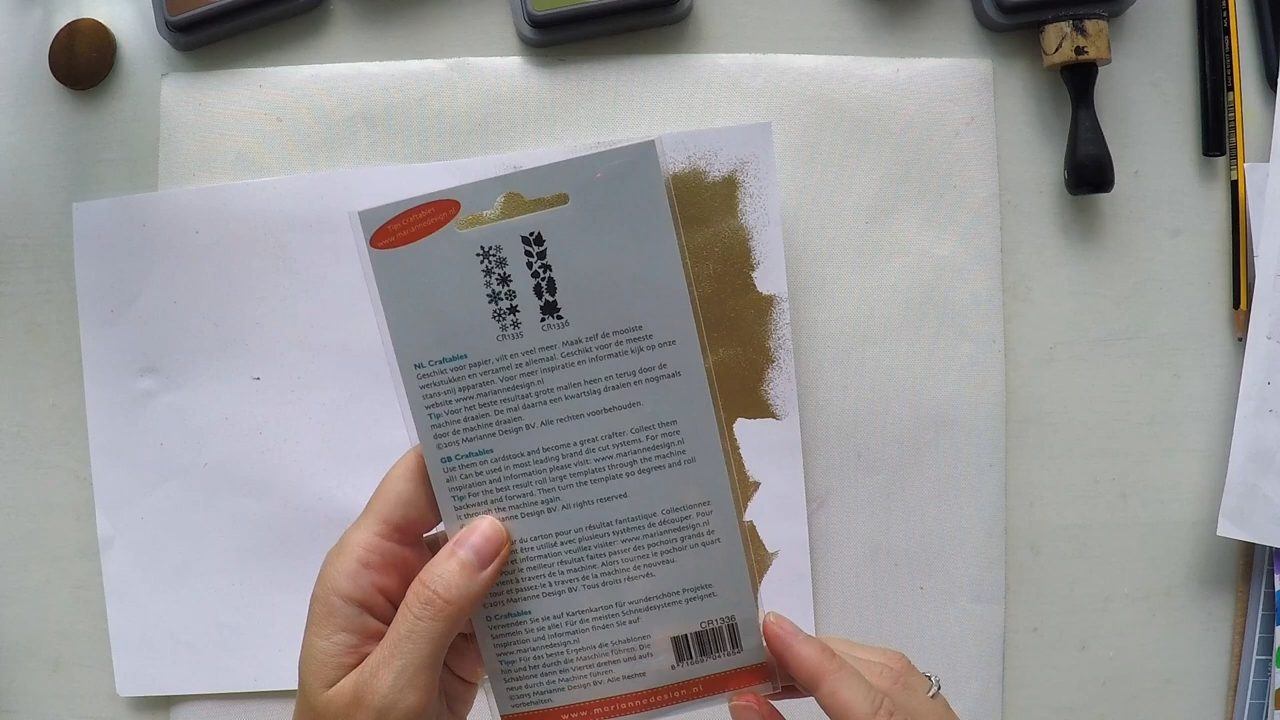 Tips Craftables
www.mariannedesign.nl
CR1335
CR1336
NL Craftables
Geschikt voor papier, vilt en veel meer. Maak zelf de mooiste
werkstukken en verzamel ze allemaal. Geschikt voor de meeste
stans-snij apparaten. Voor meer inspiratie en informatie kijk op onze
website www.mariannedesign.nl
Tip: Voor het beste resultaat grote mallen heen en terug door de
machine draaien. De mal daarna een kwartslag draaien en nogmaals
door de machine draaien.
©2015 Marianne Design BV. Alle rechten voorbehouden.
GB Craftables
Use them on cardstock and become a great crafter. Collect them
all! Can be used in most leading brand die cut systems. For more
inspiration and information please visit: www.mariannedesign.nl
Tip: For the best result roll large templates through the machine
backward and forward. Then turn the template 90 degrees and roll
it through the machine again.
Marianne Design BV. All rights reserved.
du carton pour un résultat fantastique. Collectionnez
être utilisé avec plusieurs systèmes de découper. Pour
et information veuillez visiter: www.mariannedesign.nl
Pour le meilleur résultat faites passer des pochoirs grands de
vient à travers de la machine. Alors tournez le pochoir un quart
tour et passez-le à travers de la machine de nouveau.
©2015 Marianne Design BV. Tous droits réservés.
D Craftables
Verwenden Sie sie auf Kartenkarton für wunderschöne Projekte.
Sammeln Sie sie alle! Für die meisten Schneidesysteme geeignet.
Inspiration und Information finden Sie auf:
www.mariannedesign.nl
Tipp: Für das beste Ergebnis die Schablonen
hin und her durch die Maschine führen. Die
Schablone dann ein Viertel drehen und aufs
neue durch die Machine führen.
©2015 Marianne Design BV. Alle Rechte
vorbehalten.
CR1336
8 716697 041654
www.mariannedesign.nl